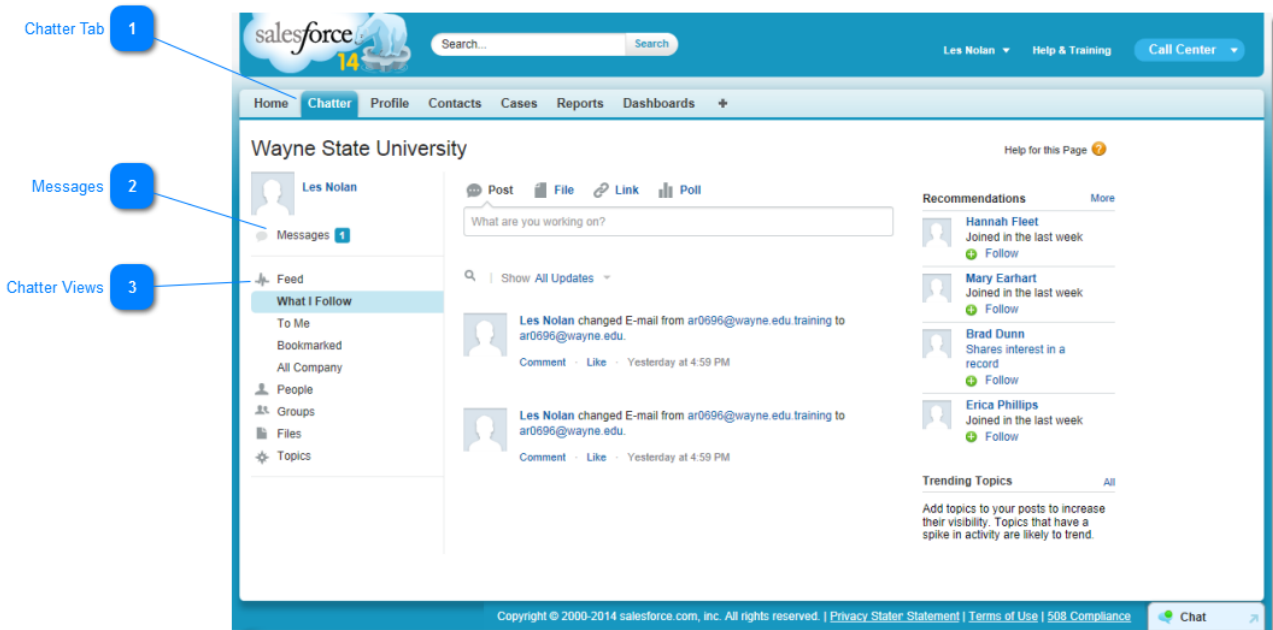 Chatter Tab 1
salesforce
14
Search...
Search
Les Nolan
Help & Training
Call Center
Home Chatter Profile Contacts Cases Reports Dashboards +
Wayne State University
Help for this Page ?
Messages 2
Les Nolan
Messages 1
Chatter Views 3
Feed
What I Follow
To Me
Bookmarked
All Company
People
Groups
Files
Topics
Post File Link Poll
What are you working on?
Show All Updates
Les Nolan changed E-mail from ar0696@wayne.edu.training to
ar0696@wayne.edu.
Comment · Like · Yesterday at 4:59 PM
Les Nolan changed E-mail from ar0696@wayne.edu.training to
ar0696@wayne.edu.
Comment · Like · Yesterday at 4:59 PM
Recommendations More
Hannah Fleet
Joined in the last week
Follow
Mary Earhart
Joined in the last week
Follow
Brad Dunn
Shares interest in a
record
Follow
Erica Phillips
Joined in the last week
Follow
Trending Topics All
Add topics to your posts to increase
their visibility. Topics that have a
spike in activity are likely to trend.
Copyright © 2000-2014 salesforce.com, inc. All rights reserved. | Privacy Stater Statement | Terms of Use | 508 Compliance
Chat